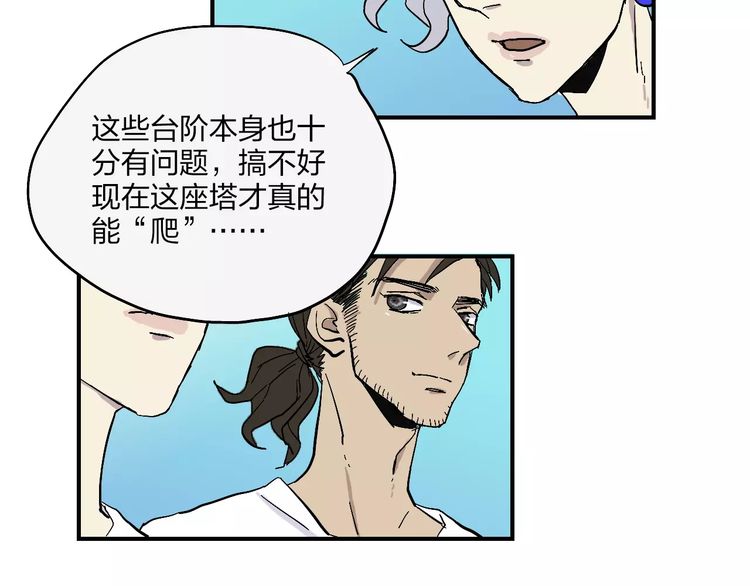 这些台阶本身也十
分有问题，搞不好
现在这座塔才真的
能“爬”……